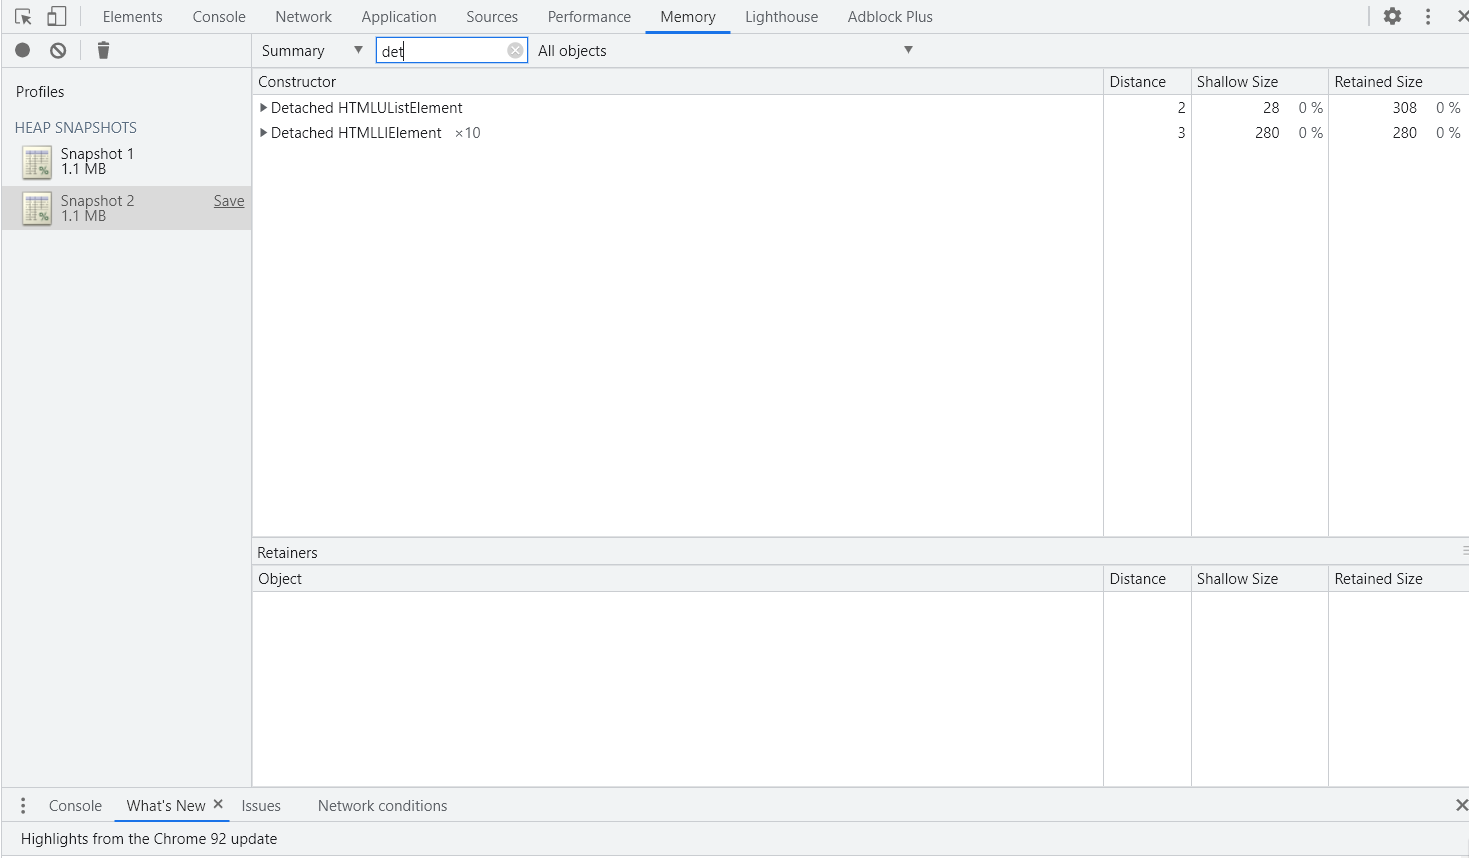 Elements Console Network Application Sources Performance Memory Lighthouse Adblock Plus
Summary det All objects
Profiles
HEAP SNAPSHOTS
Snapshot 1
1.1 MB
Snapshot 2 Save
1.1 MB
Constructor Distance Shallow Size Retained Size
Detached HTMLUListElement 2 28 0 % 308 0 %
Detached HTMLLIElement ×10 3 280 0 % 280 0 %
Retainers
Object Distance Shallow Size Retained Size
Console What's New Issues Network conditions
Highlights from the Chrome 92 update